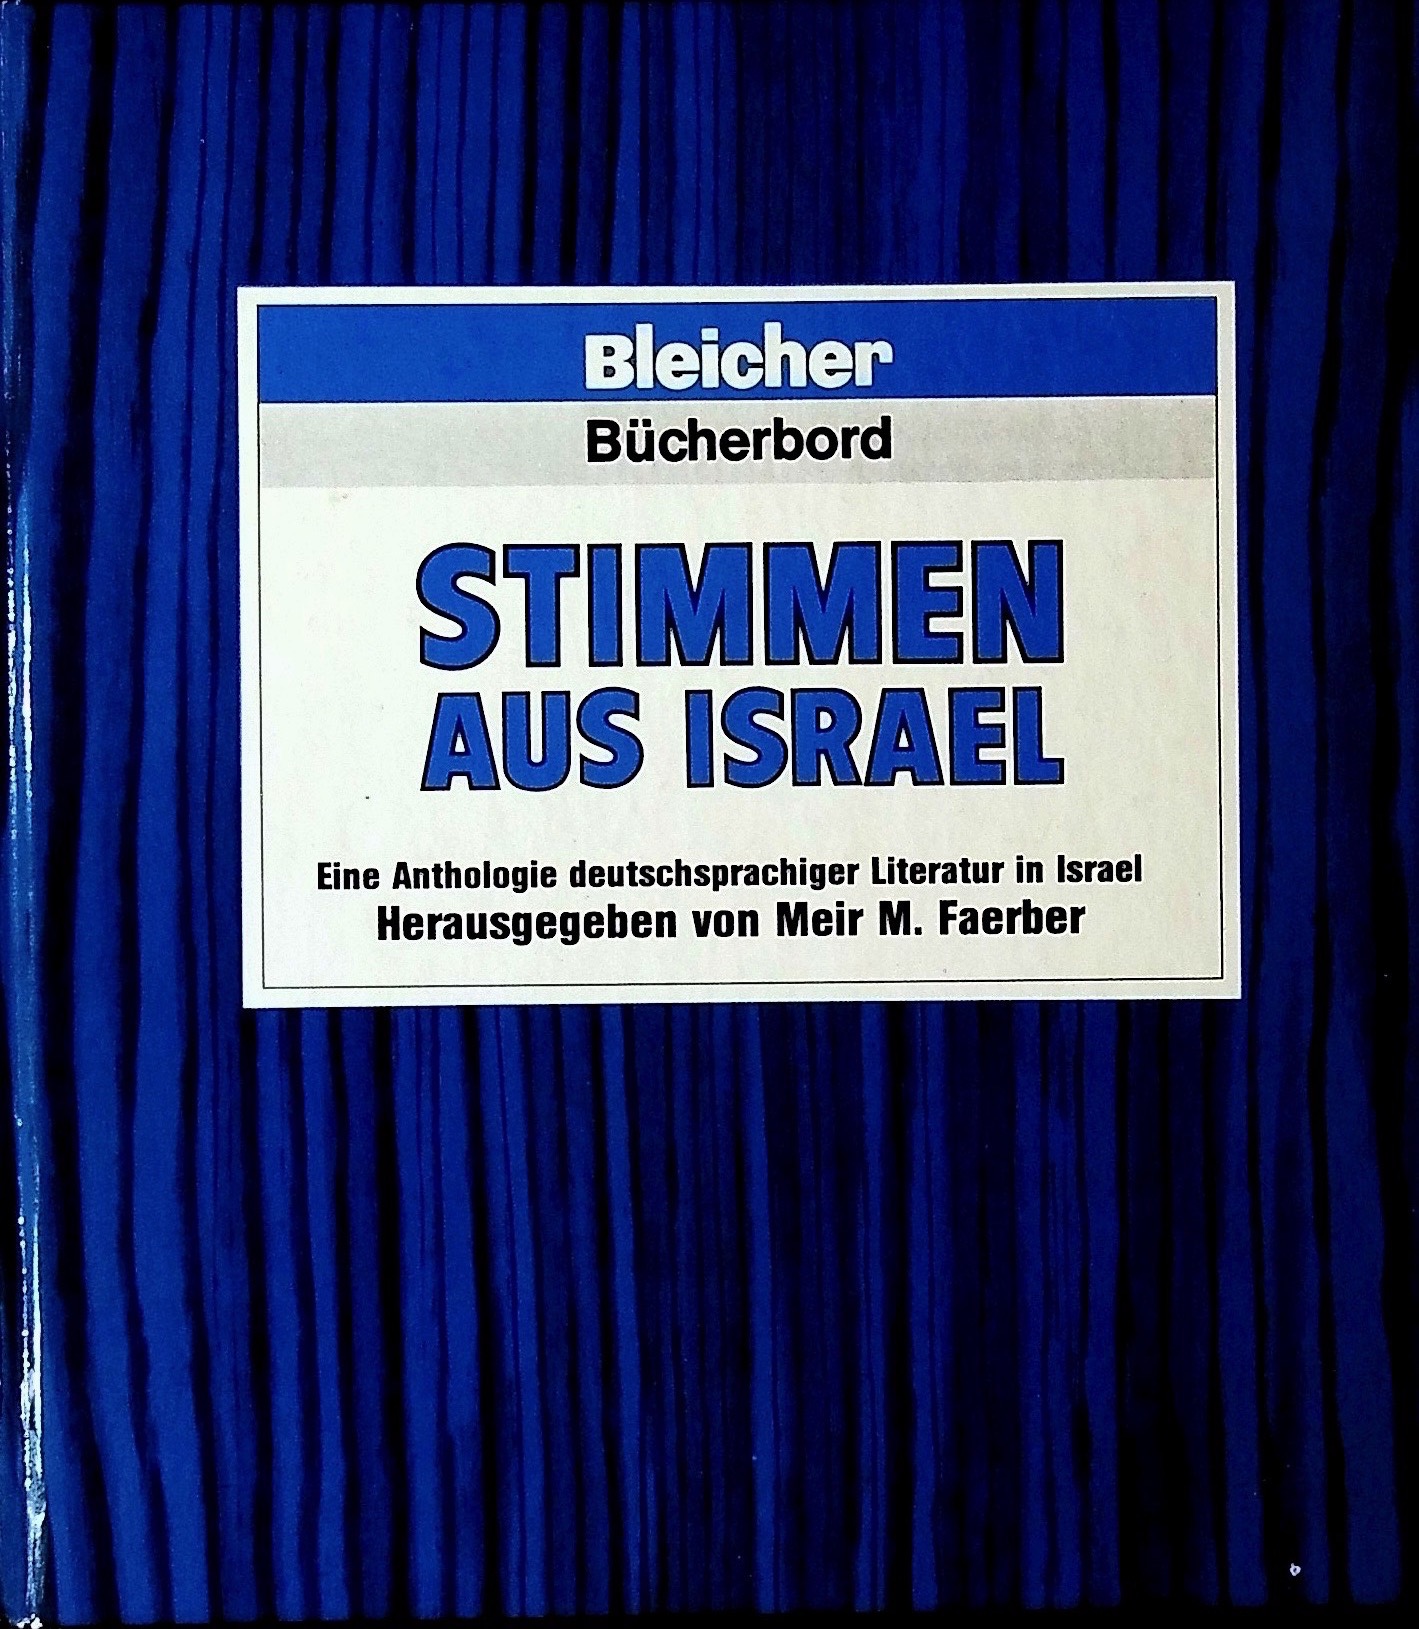 Bleicher
Bücherbord
STIMMEN
AUS ISRAEL
Eine Anthologie deutschsprachiger Literatur in Israel
Herausgegeben von Meir M. Faerber